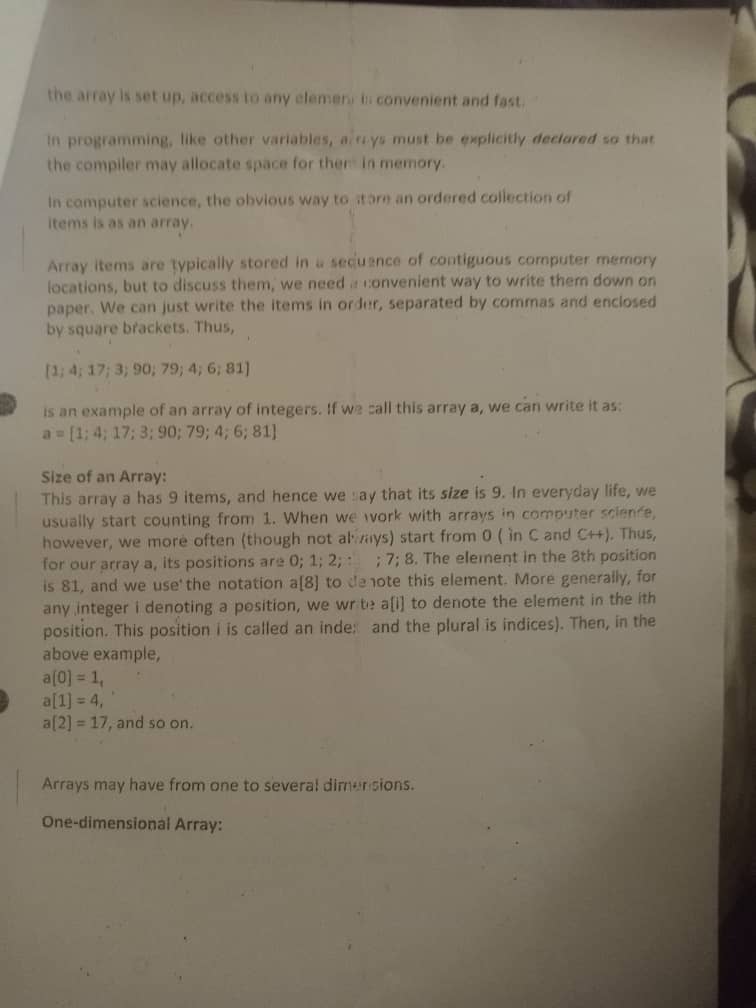 the array is set up, access to any element is convenient and fast.
In programming, like other variables, arrays must be explicitly declared so that
the compiler may allocate space for them in memory.
In computer science, the obvious way to store an ordered collection of
items is as an array.
Array items are typically stored in a sequence of contiguous computer memory
locations, but to discuss them, we need a convenient way to write them down on
paper. We can just write the items in order, separated by commas and enclosed
by square brackets. Thus,
[1; 4; 17; 3; 90; 79; 4; 6; 81]
is an example of an array of integers. If we call this array a, we can write it as:
a = [1; 4; 17; 3; 90; 79; 4; 6; 81]
Size of an Array:
This array a has 9 items, and hence we say that its size is 9. In everyday life, we
usually start counting from 1. When we work with arrays in computer science,
however, we more often (though not always) start from 0 ( in C and C++). Thus,
for our array a, its positions are 0; 1; 2; : ; 7; 8. The element in the 8th position
is 81, and we use the notation a[8] to denote this element. More generally, for
any integer i denoting a position, we write a[i] to denote the element in the ith
position. This position i is called an index and the plural is indices). Then, in the
above example,
a[0] = 1,
a[1] = 4,
a[2] = 17, and so on.
Arrays may have from one to several dimensions.
One-dimensional Array: